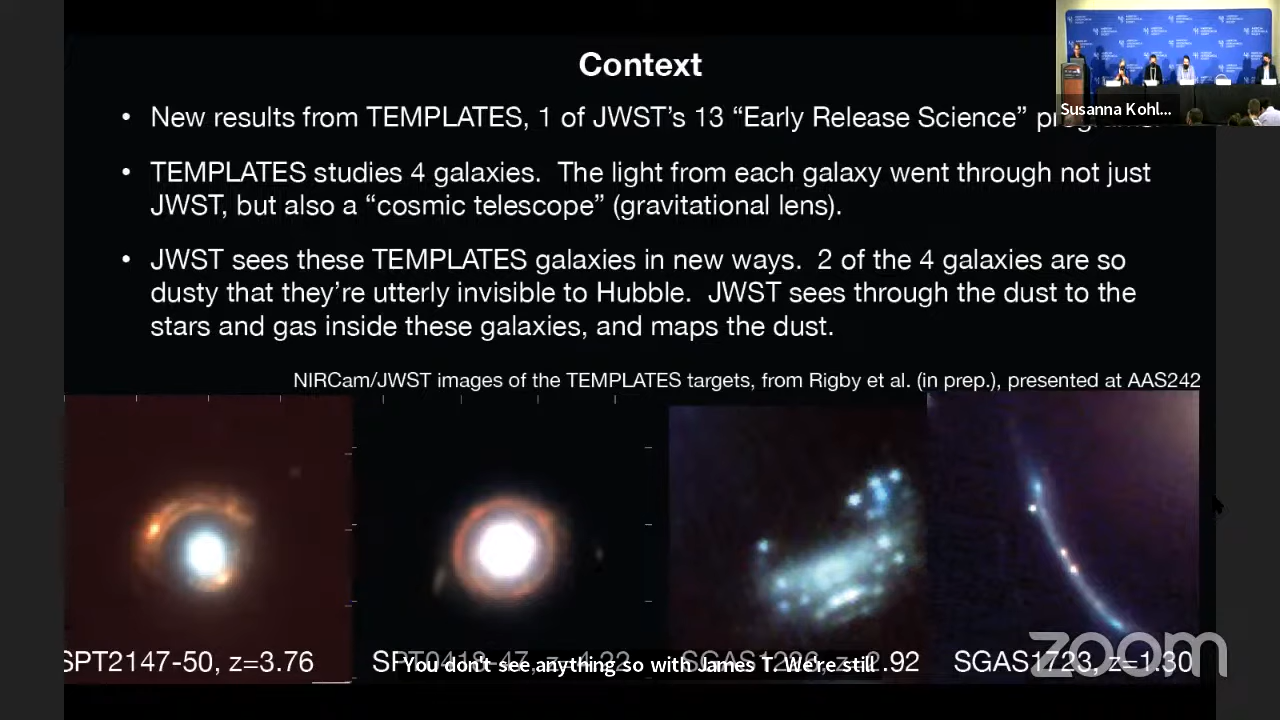 Context
• New results from TEMPLATES, 1 of JWST's 13 “Early Release Science”
Susanna Kohl...
• TEMPLATES studies 4 galaxies. The light from each galaxy went through not just
JWST, but also a “cosmic telescope” (gravitational lens).
• JWST sees these TEMPLATES galaxies in new ways. 2 of the 4 galaxies are so
dusty that they're utterly invisible to Hubble. JWST sees through the dust to the
stars and gas inside these galaxies, and maps the dust.
NIRCam/JWST images of the TEMPLATES targets, from Rigby et al. (in prep.), presented at AAS242
SPT2147-50, z=3.76
SGAS1723, z=1.30
You don't see anything so with James T. We're still
zoom